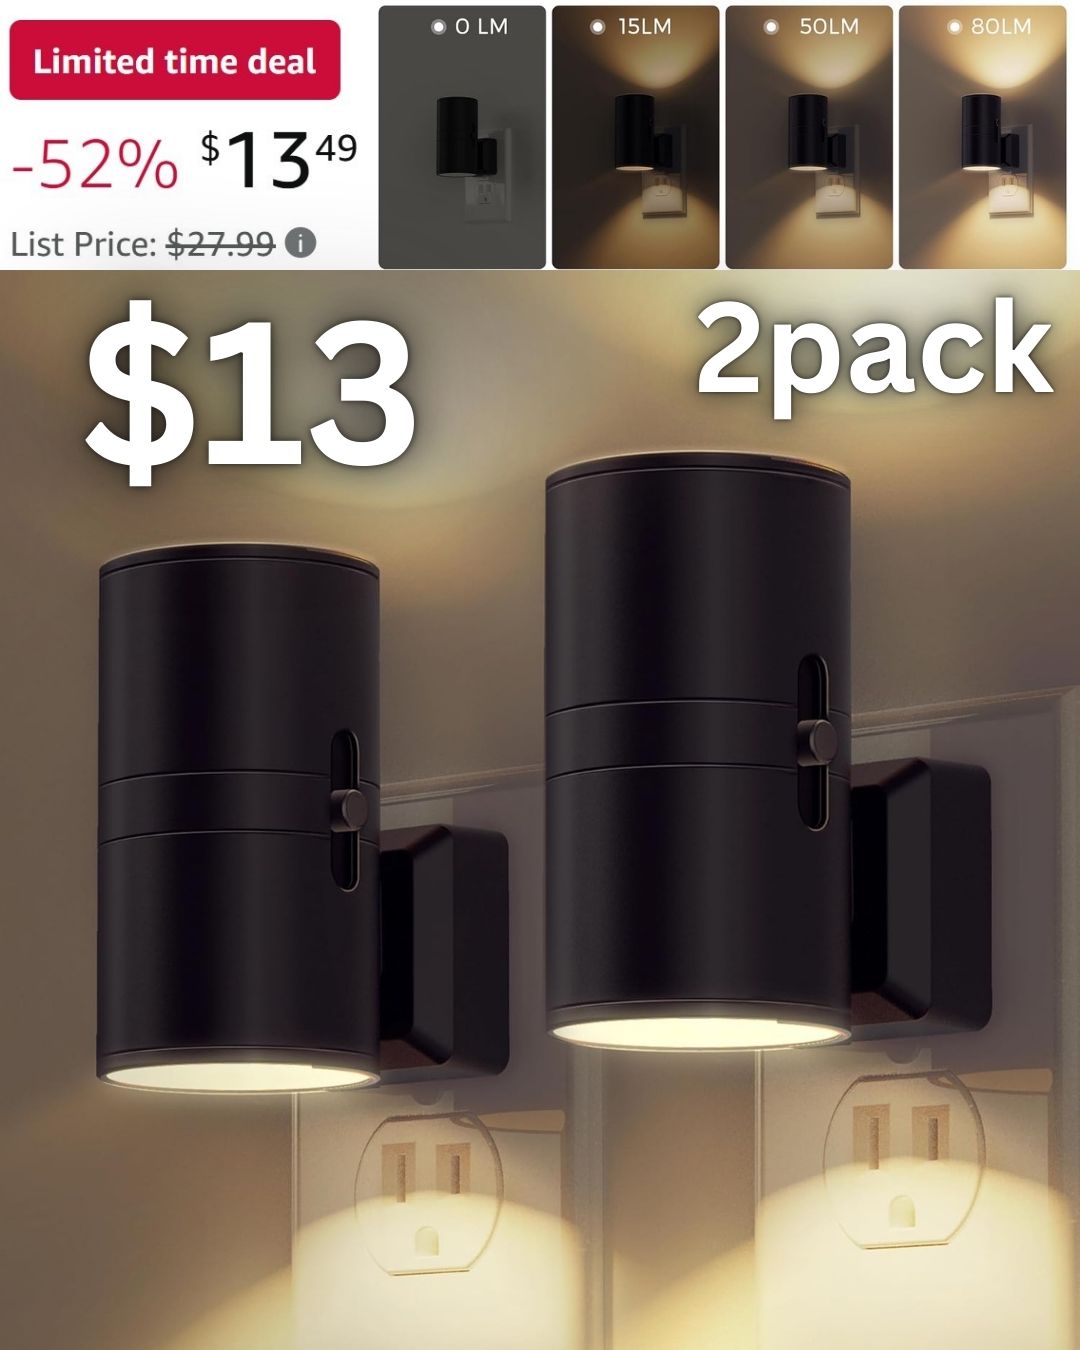 Limited time deal
-52% $13 49
List Price: $27.99 i
0 LM
15LM
50LM
80LM
$13
2pack